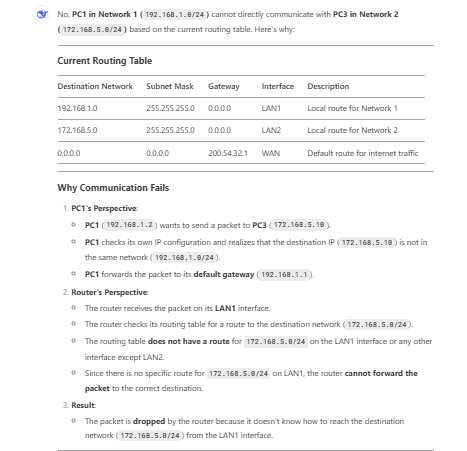 No, PC1 in Network 1 ( 192.168.1.0/24 ) cannot directly communicate with PC3 in Network 2
( 172.168.5.0/24 ) based on the current routing table. Here's why:
Current Routing Table
Destination Network Subnet Mask Gateway Interface Description
192.168.1.0 255.255.255.0 0.0.0.0 LAN1 Local route for Network 1
172.168.5.0 255.255.255.0 0.0.0.0 LAN2 Local route for Network 2
0.0.0.0 0.0.0.0 200.54.32.1 WAN Default route for internet traffic
Why Communication Fails
1. PC1's Perspective:
PC1 ( 192.168.1.2 ) wants to send a packet to PC3 ( 172.168.5.10 ).
PC1 checks its own IP configuration and realizes that the destination IP ( 172.168.5.10 ) is not in
the same network ( 192.168.1.0/24 ).
PC1 forwards the packet to its default gateway ( 192.168.1.1 ).
2. Router's Perspective:
The router receives the packet on its LAN1 interface.
The router checks its routing table for a route to the destination network ( 172.168.5.0/24 ).
The routing table does not have a route for 172.168.5.0/24 on the LAN1 interface or any other
interface except LAN2.
Since there is no specific route for 172.168.5.0/24 on LAN1, the router cannot forward the
packet to the correct destination.
3. Result:
The packet is dropped by the router because it doesn't know how to reach the destination
network ( 172.168.5.0/24 ) from the LAN1 interface.